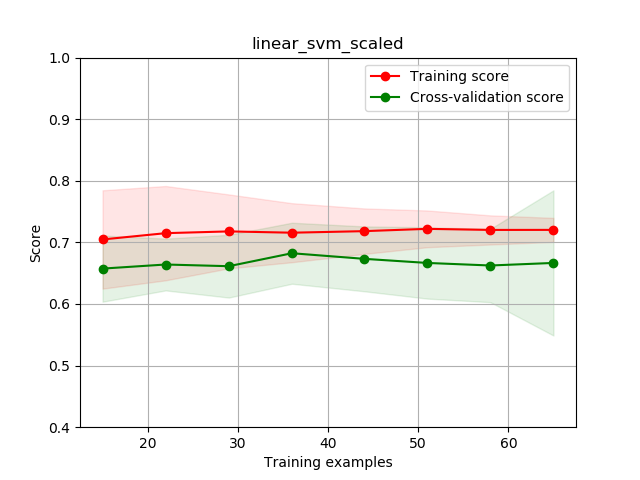 linear_svm_scaled
Training score
Cross-validation score
1.0
0.9
0.8
0.7
0.6
0.5
0.4
Score
20 30 40 50 60
Training examples